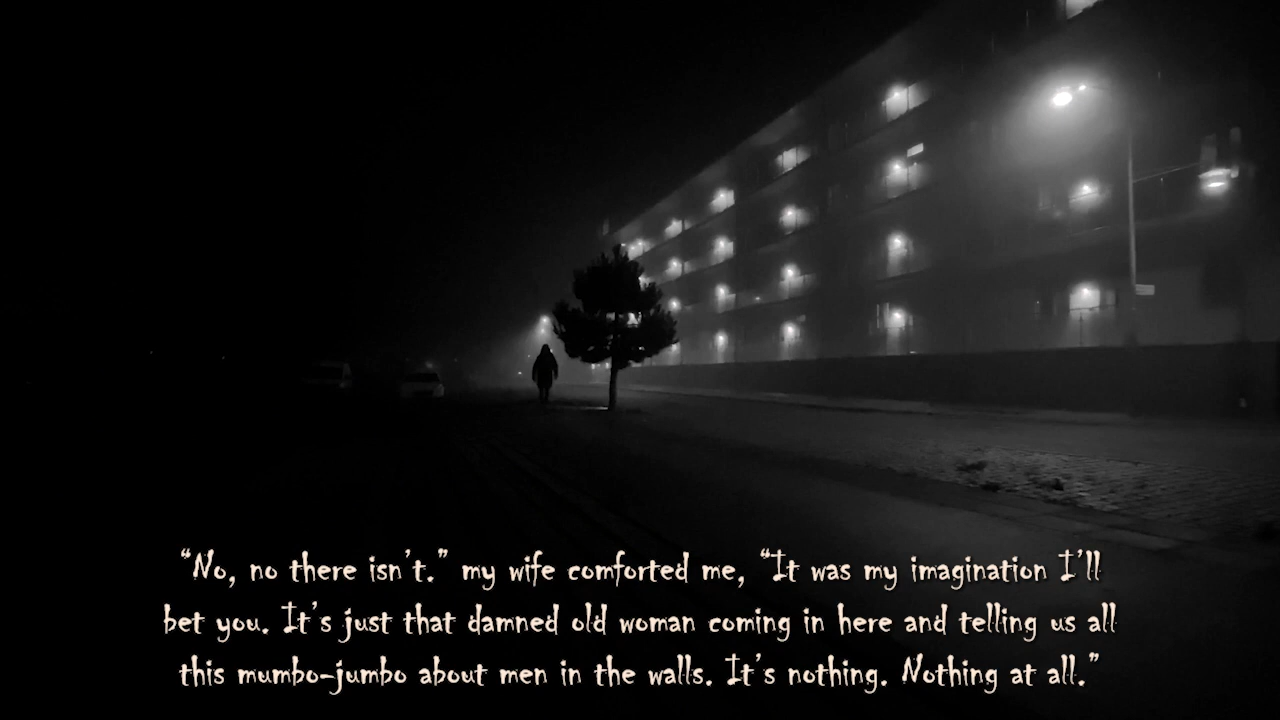 “No, no there isn’t.” my wife comforted me, “It was my imagination I’ll
bet you. It’s just that damned old woman coming in here and telling us all
this mumbo-jumbo about men in the walls. It’s nothing. Nothing at all.”